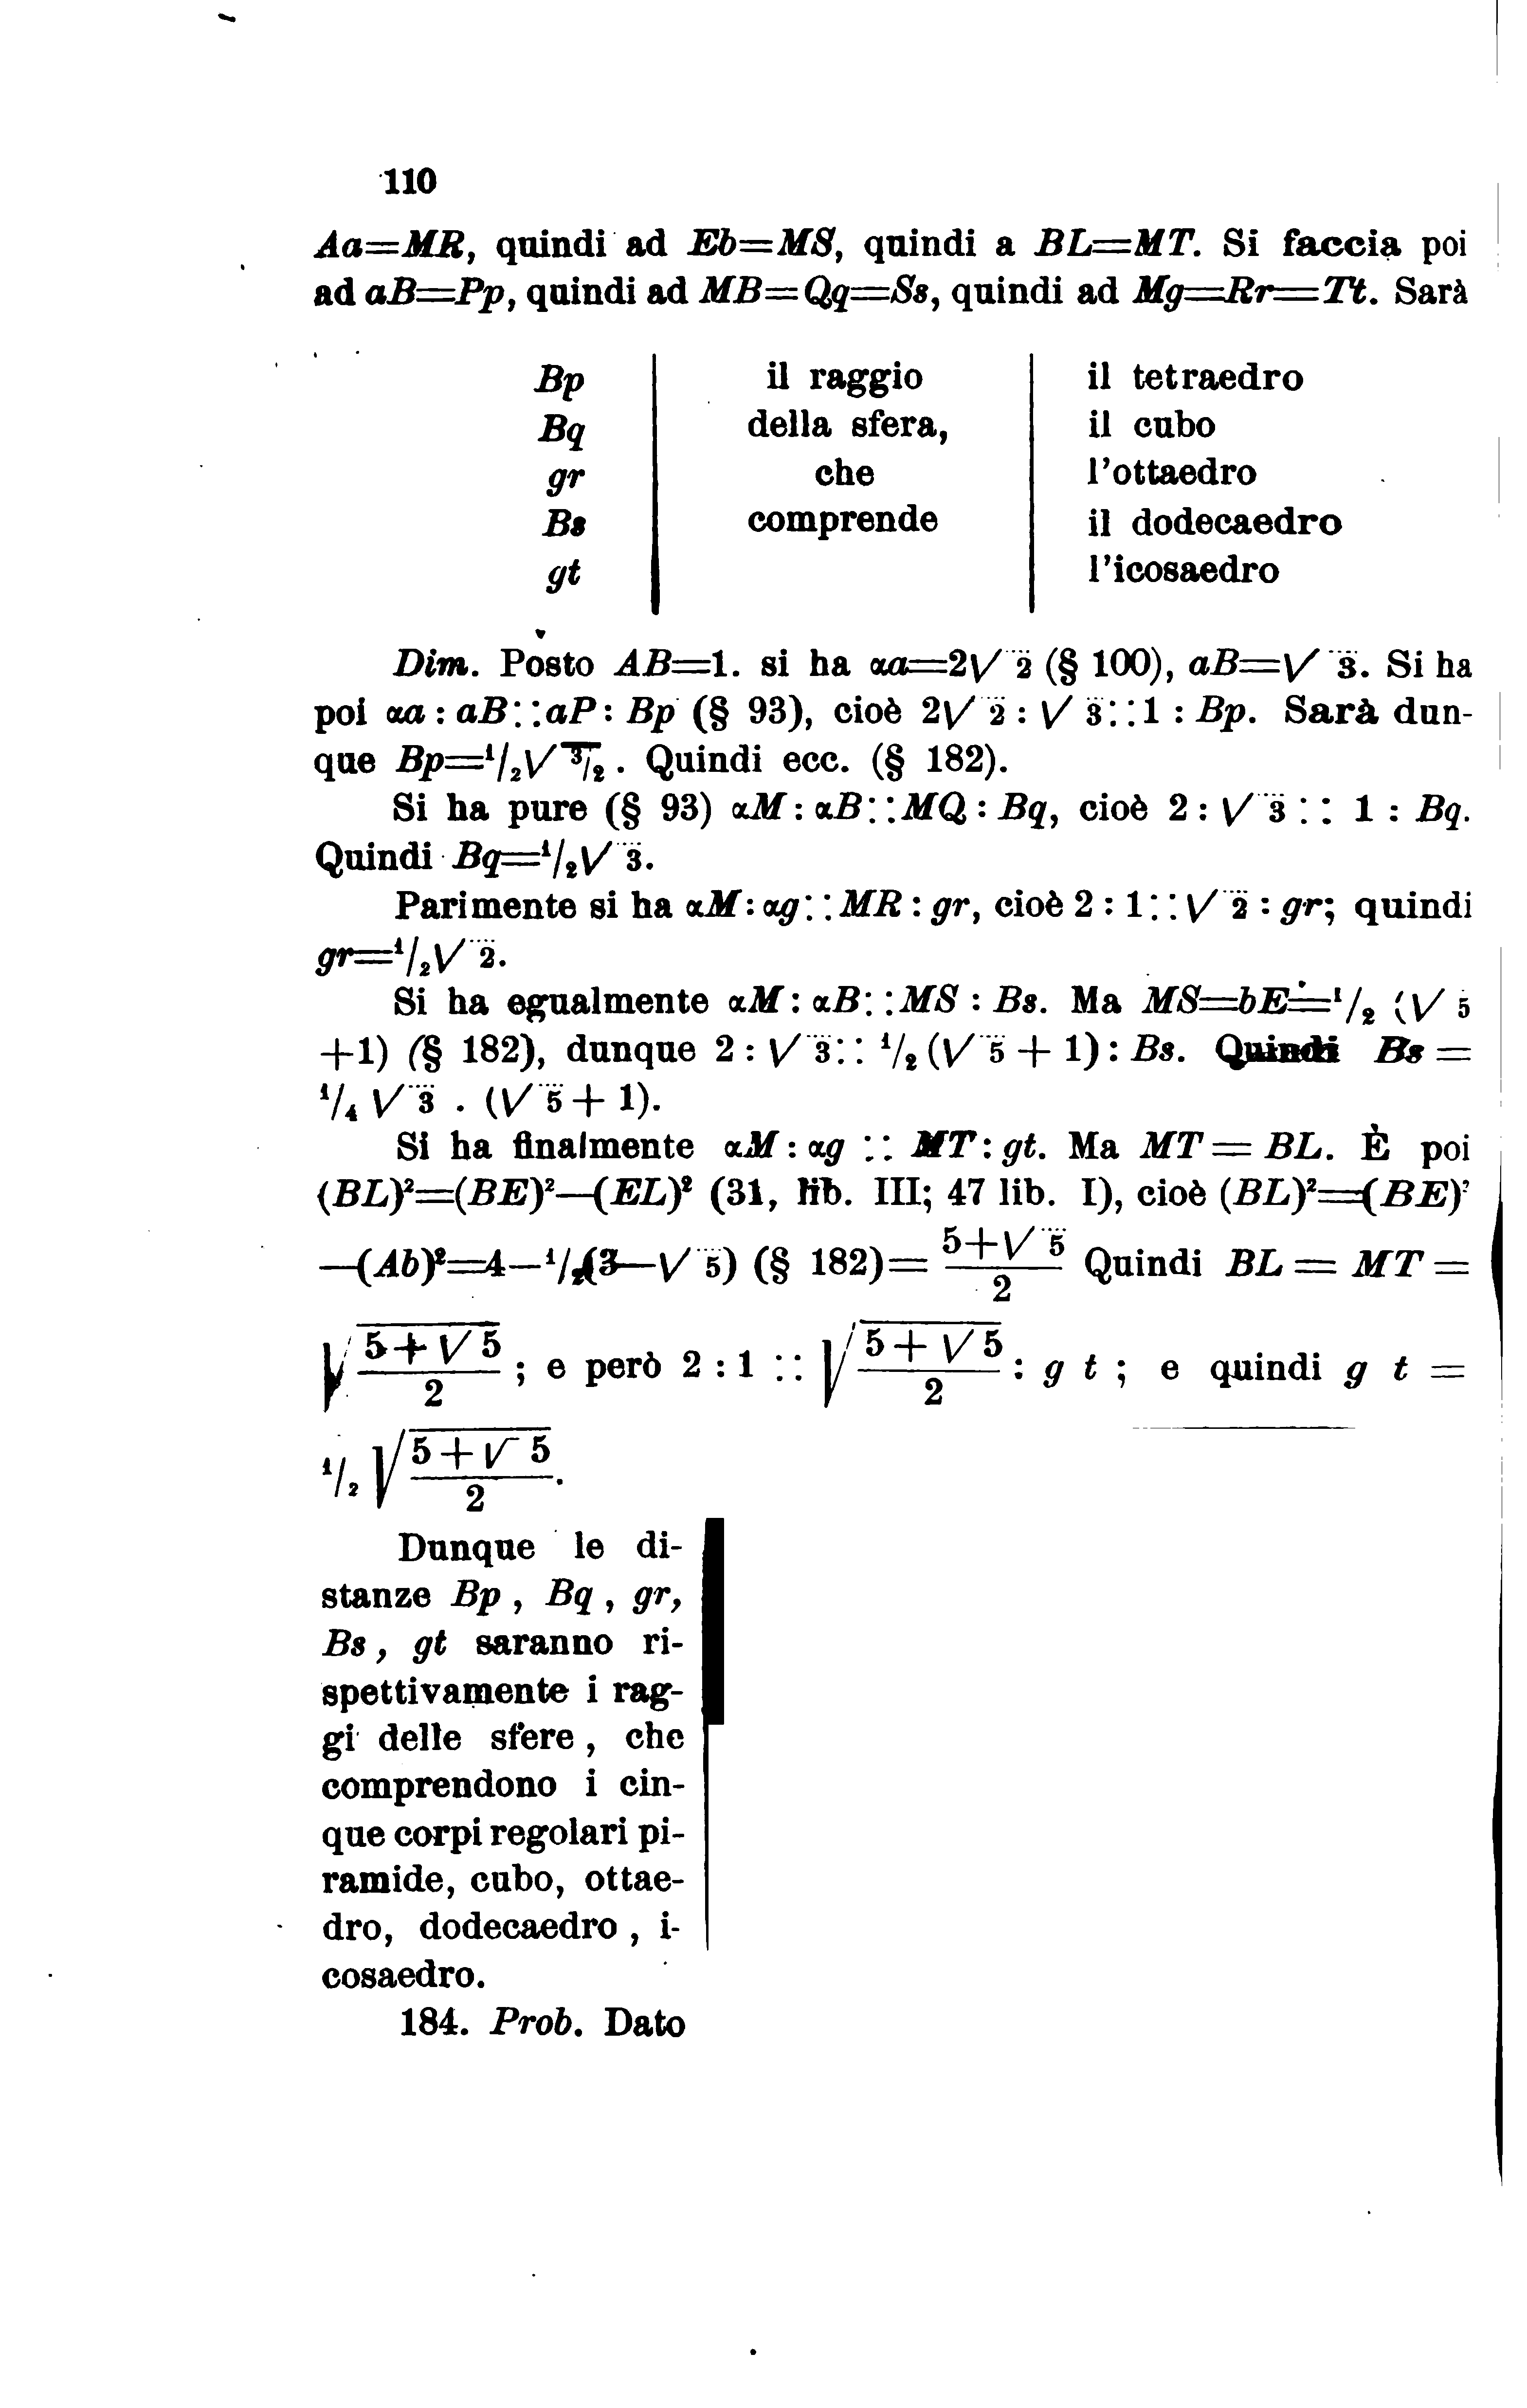 110
Aa=MR, quindi ad Eb=MS, quindi a BL=MT. Si faccia poi
ad aB=Pp, quindi ad MB=Qq=Ss, quindi ad Mg=Rr=Tt. Sarà
Bp | il raggio | il tetraedro
Bq | della sfera, | il cubo
gr | che | l'ottaedro
Bs | comprende | il dodecaedro
gt | | l'icosaedro
Dim. Posto AB=1. si ha αa=2√2 (§ 100), aB=√3. Si ha
poi αa : aB∷aP : Bp (§ 93), cioè 2√2 : √3∷1 : Bp. Sarà dun-
que Bp=¹/₂√³/₂. Quindi ecc. (§ 182).
Si ha pure (§ 93) αM : αB∷MQ : Bq, cioè 2 : √3 ∷ 1 : Bq.
Quindi Bq=¹/₂√3.
Parimente si ha αM : αg∷MR : gr, cioè 2 : 1∷√2 : gr; quindi
gr=¹/₂√2.
Si ha egualmente αM : αB∷MS : Bs. Ma MS=bE=¹/₂ (√5
+1) (§ 182), dunque 2 : √3∷ ¹/₂ (√5 + 1) : Bs. Quindi Bs =
¹/₄ √3 . (√5 + 1).
Si ha finalmente αM : αg ∷ MT : gt. Ma MT = BL. È poi
(BL)²=(BE)²—(EL)² (31, lib. III; 47 lib. I), cioè (BL)²=(BE)²
—(Ab)²=4—¹/₂(3—√5) (§ 182)= (5+√5)/2 Quindi BL = MT =
√((5+√5)/2) ; e però 2 : 1 ∷ √((5+√5)/2) : g t ; e quindi g t =
¹/₂ √((5+√5)/2).
Dunque le di-
stanze Bp , Bq , gr,
Bs , gt saranno ri-
spettivamente i rag-
gi delle sfere , che
comprendono i cin-
que corpi regolari pi-
ramide, cubo, ottae-
dro, dodecaedro , i-
cosaedro.
184. Prob. Dato